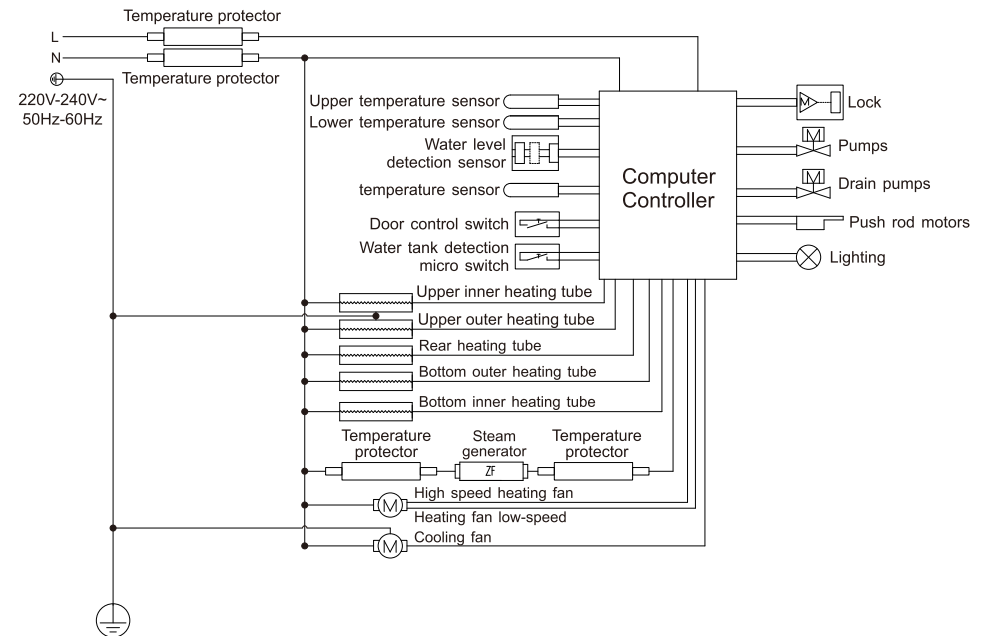 Temperature protector
L
N
Temperature protector
220V-240V~
50Hz-60Hz
Upper temperature sensor
Lower temperature sensor
Water level
detection sensor
temperature sensor
Door control switch
Water tank detection
micro switch
Computer
Controller
M
Lock
M
Pumps
M
Drain pumps
Push rod motors
Lighting
Upper inner heating tube
Upper outer heating tube
Rear heating tube
Bottom outer heating tube
Bottom inner heating tube
Temperature
protector
Steam
generator
ZF
Temperature
protector
High speed heating fan
M
Heating fan low-speed
Cooling fan
M